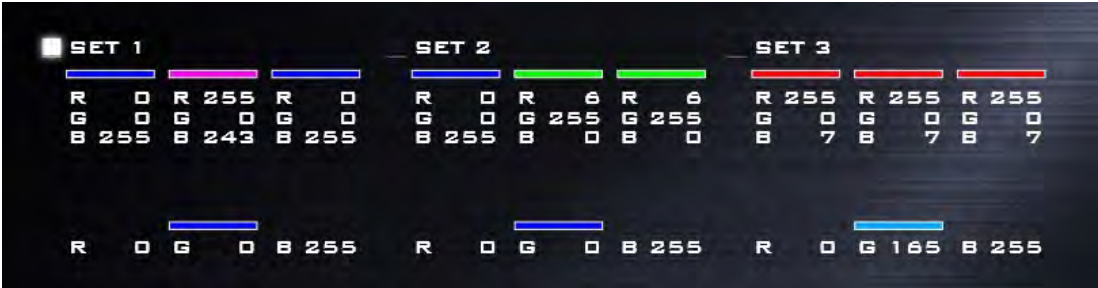 SET 1 SET 2 SET 3
R 0 R 255 R 0 R 0 R 6 R 6 R 255 R 255 R 255
G 0 G 0 G 0 G 0 G 255 G 255 G 0 G 0 G 0
B 255 B 243 B 255 B 255 B 0 B 0 B 7 B 7 B 7
R 0 G 0 B 255 R 0 G 0 B 255 R 0 G 165 B 255